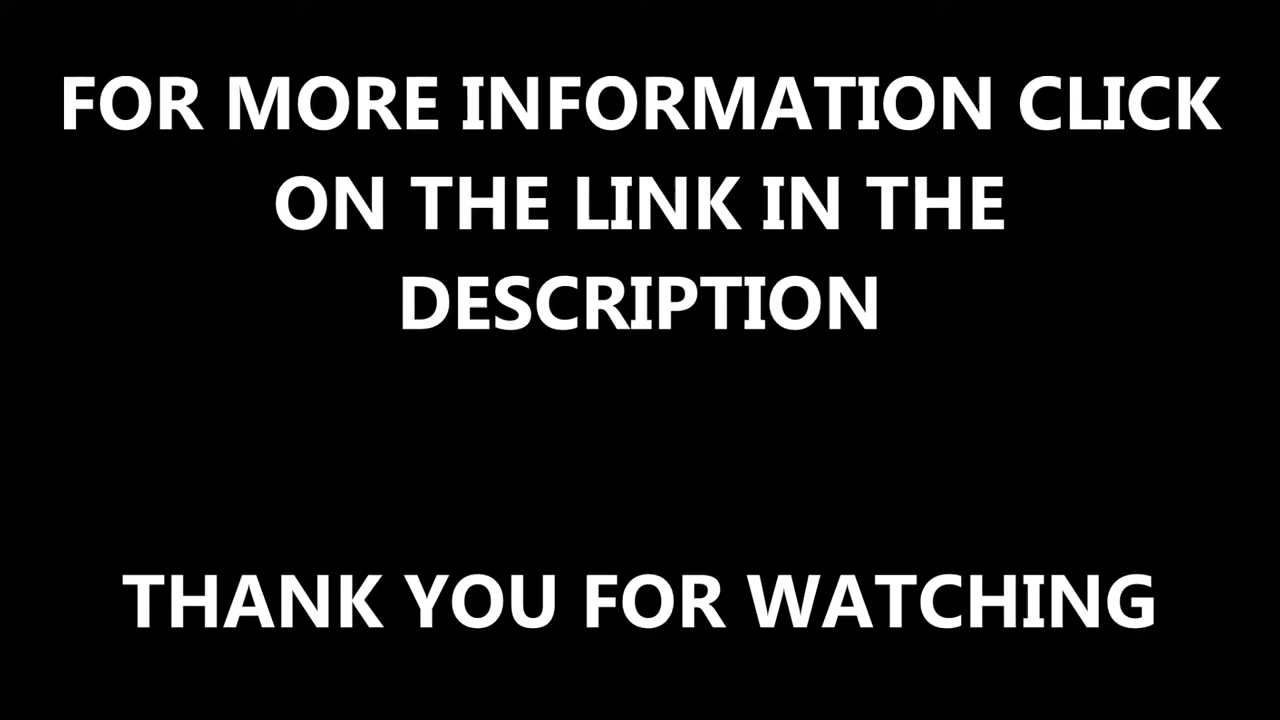 FOR MORE INFORMATION CLICK
ON THE LINK IN THE
DESCRIPTION
THANK YOU FOR WATCHING